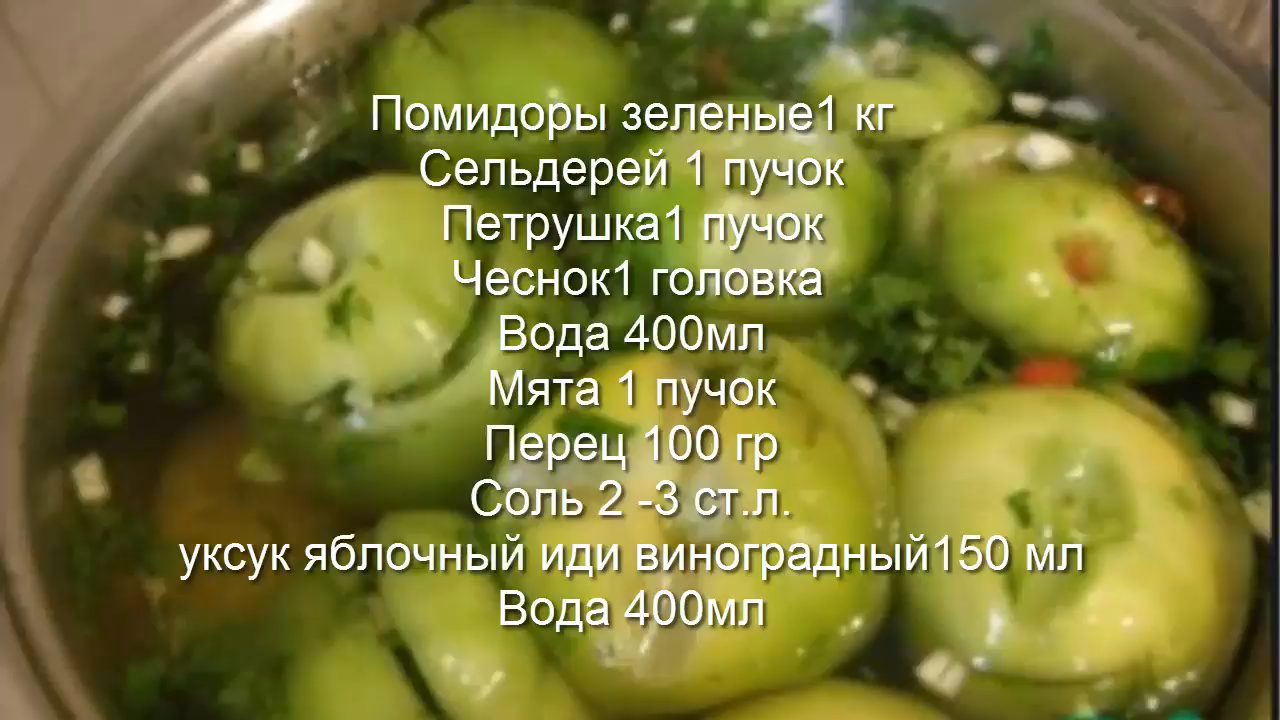 Помидоры зеленые1 кг
Сельдерей 1 пучок
Петрушка1 пучок
Чеснок1 головка
Вода 400мл
Мята 1 пучок
Перец 100 гр
Соль 2 -3 ст.л.
уксук яблочный иди виноградный150 мл
Вода 400мл